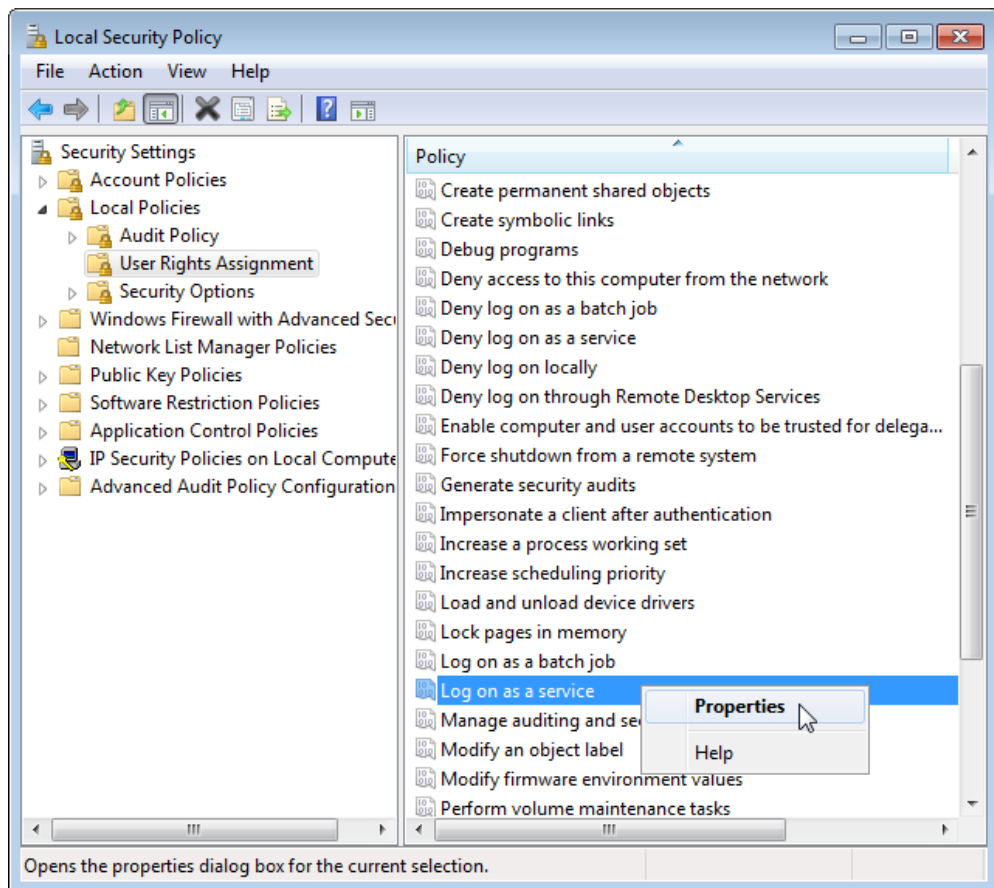 Local Security Policy
File Action View Help
Security Settings
Account Policies
Local Policies
Audit Policy
User Rights Assignment
Security Options
Windows Firewall with Advanced Secu
Network List Manager Policies
Public Key Policies
Software Restriction Policies
Application Control Policies
IP Security Policies on Local Compute
Advanced Audit Policy Configuration
Policy
Create permanent shared objects
Create symbolic links
Debug programs
Deny access to this computer from the network
Deny log on as a batch job
Deny log on as a service
Deny log on locally
Deny log on through Remote Desktop Services
Enable computer and user accounts to be trusted for delega...
Force shutdown from a remote system
Generate security audits
Impersonate a client after authentication
Increase a process working set
Increase scheduling priority
Load and unload device drivers
Lock pages in memory
Log on as a batch job
Log on as a service
Manage auditing and se
Modify an object label
Modify firmware environment values
Perform volume maintenance tasks
Properties
Help
Opens the properties dialog box for the current selection.